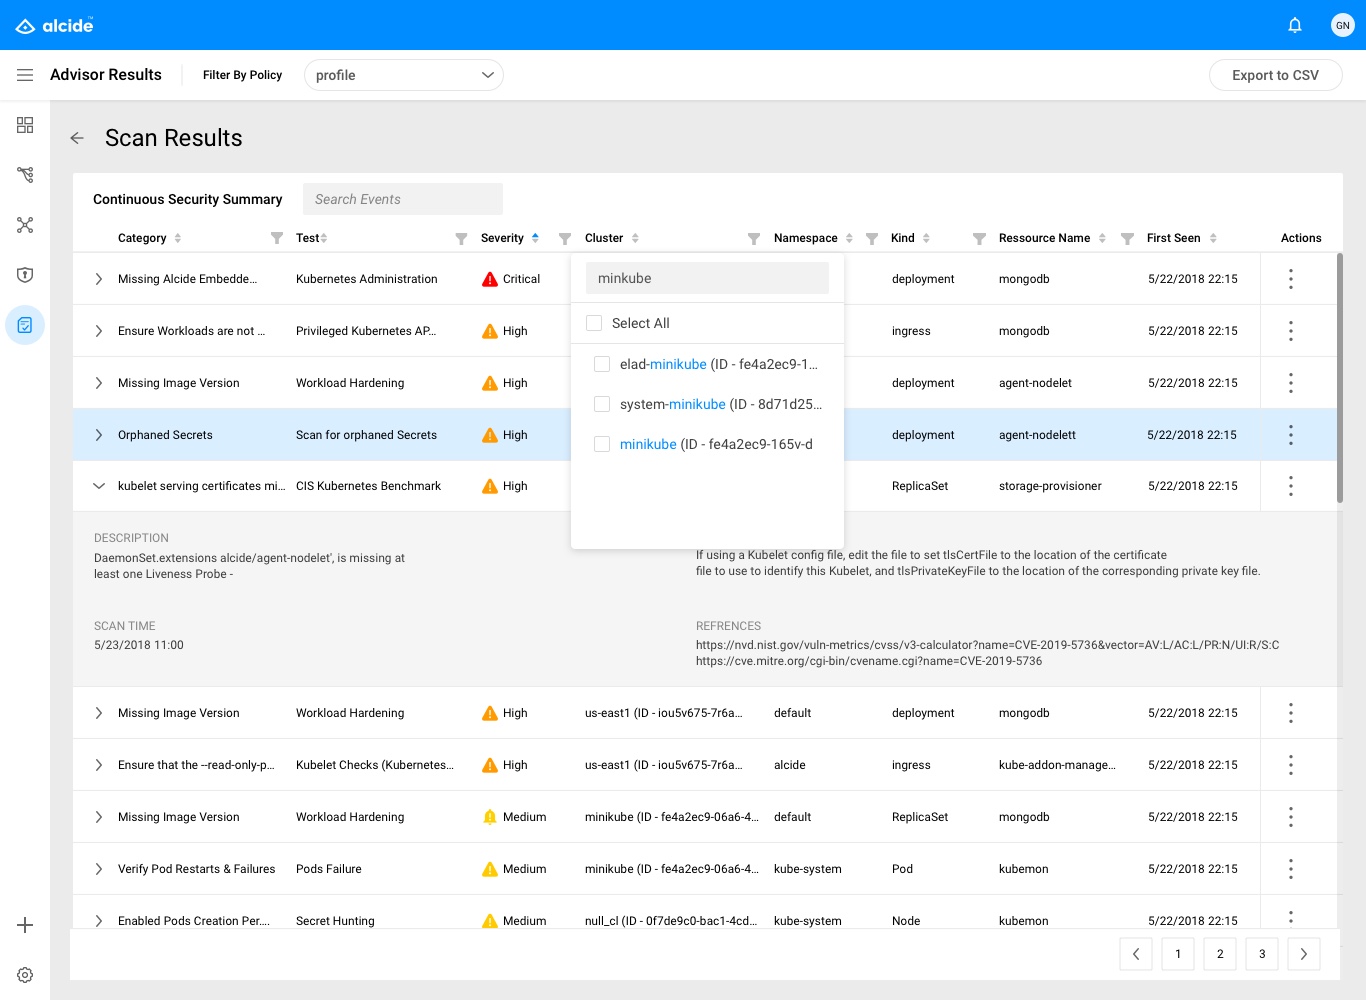 alcide™
GN
Advisor Results
Filter By Policy
profile
Export to CSV
Scan Results
Continuous Security Summary
Search Events
Category Test Severity Cluster Namespace Kind Ressource Name First Seen Actions
Missing Alcide Embedde... Kubernetes Administration Critical deployment mongodb 5/22/2018 22:15
Ensure Workloads are not ... Privileged Kubernetes AP... High ingress mongodb 5/22/2018 22:15
Missing Image Version Workload Hardening High deployment agent-nodelet 5/22/2018 22:15
Orphaned Secrets Scan for orphaned Secrets High deployment agent-nodelett 5/22/2018 22:15
kubelet serving certificates mi... CIS Kubernetes Benchmark High ReplicaSet storage-provisioner 5/22/2018 22:15
minkube
Select All
elad-minikube (ID - fe4a2ec9-1...
system-minikube (ID - 8d71d25...
minikube (ID - fe4a2ec9-165v-d
DESCRIPTION
DaemonSet.extensions alcide/agent-nodelet', is missing at
least one Liveness Probe -
If using a Kubelet config file, edit the file to set tlsCertFile to the location of the certificate
file to use to identify this Kubelet, and tlsPrivateKeyFile to the location of the corresponding private key file.
SCAN TIME
5/23/2018 11:00
REFRENCES
https://nvd.nist.gov/vuln-metrics/cvss/v3-calculator?name=CVE-2019-5736&vector=AV:L/AC:L/PR:N/UI:R/S:C
https://cve.mitre.org/cgi-bin/cvename.cgi?name=CVE-2019-5736
Missing Image Version Workload Hardening High us-east1 (ID - iou5v675-7r6a... default deployment mongodb 5/22/2018 22:15
Ensure that the --read-only-p... Kubelet Checks (Kubernetes... High us-east1 (ID - iou5v675-7r6a... alcide ingress kube-addon-manage... 5/22/2018 22:15
Missing Image Version Workload Hardening Medium minikube (ID - fe4a2ec9-06a6-4... default ReplicaSet mongodb 5/22/2018 22:15
Verify Pod Restarts & Failures Pods Failure Medium minikube (ID - fe4a2ec9-06a6-4... kube-system Pod kubemon 5/22/2018 22:15
Enabled Pods Creation Per.... Secret Hunting Medium null_cl (ID - 0f7de9c0-bac1-4cd... kube-system Node kubemon 5/22/2018 22:15
1 2 3